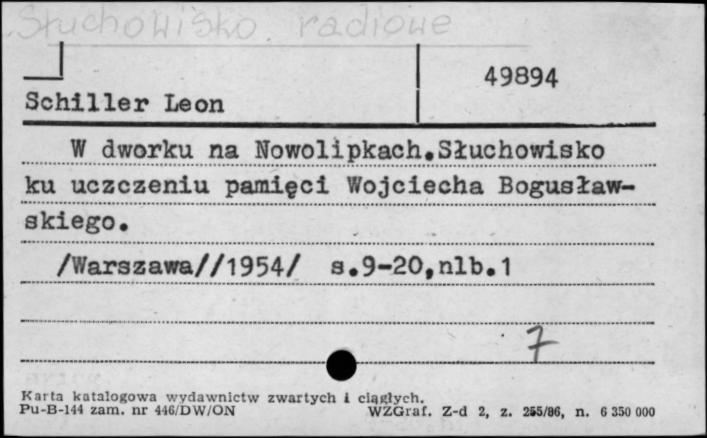 Słuchowisko radiowe
49894
Schiller Leon
W dworku na Nowolipkach.Słuchowisko
ku uczczeniu pamięci Wojciecha Bogusław-
skiego.
/Warszawa//1954/ s.9-20,nlb.1
7
Karta katalogowa wydawnictw zwartych i ciągłych.
Pu-B-144 zam. nr 446/DW/ON WZGraf. Z-d 2, z. 255/86, n. 6 350 000